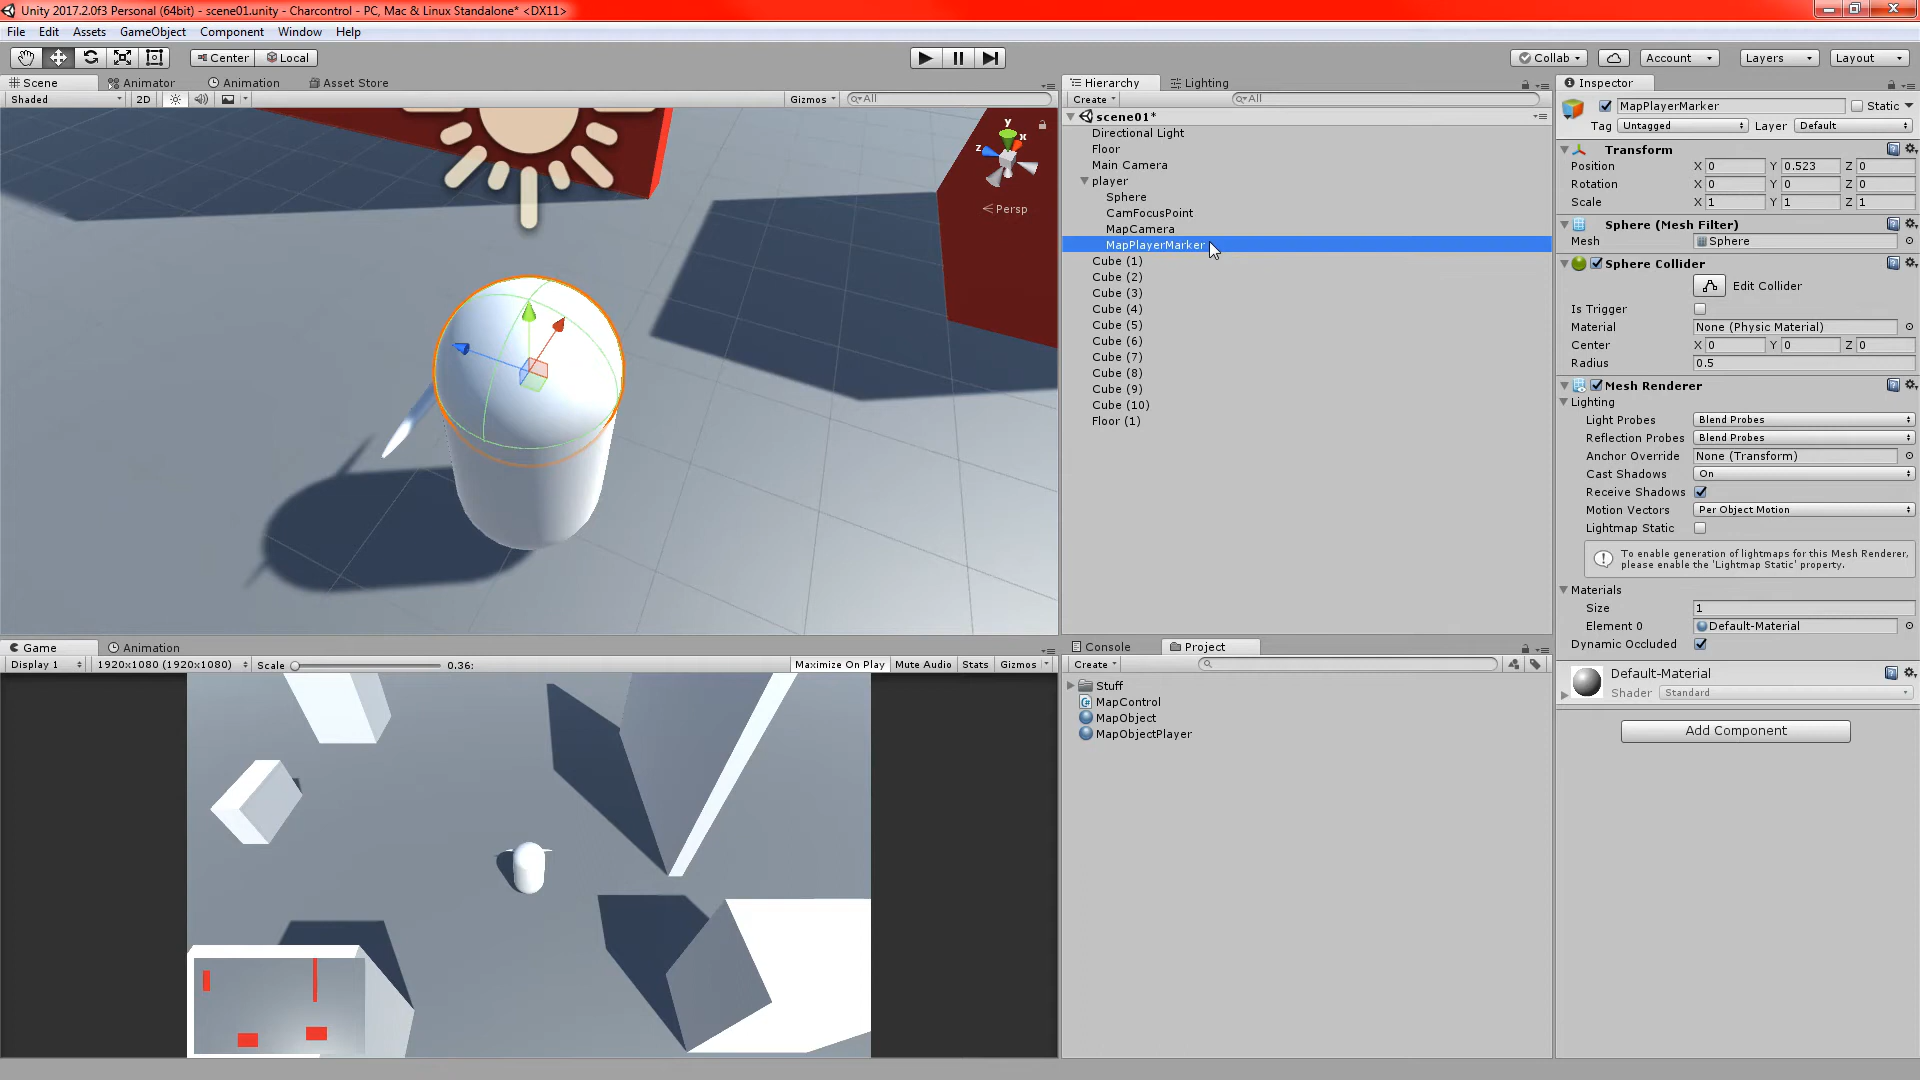 Unity 2017.2.0f3 Personal (64bit) - scene01.unity - Charcontrol - PC, Mac & Linux Standalone* <DX11>
File Edit Assets GameObject Component Window Help
Center Local
Collab Account Layers Layout
Scene Animator Animation Asset Store
Shaded 2D Gizmos All
y x z
Persp
Hierarchy Lighting
Create All
scene01*
Directional Light
Floor
Main Camera
player
Sphere
CamFocusPoint
MapCamera
MapPlayerMarker
Cube (1)
Cube (2)
Cube (3)
Cube (4)
Cube (5)
Cube (6)
Cube (7)
Cube (8)
Cube (9)
Cube (10)
Floor (1)
Inspector
MapPlayerMarker Static
Tag Untagged Layer Default
Transform
Position X 0 Y 0.523 Z 0
Rotation X 0 Y 0 Z 0
Scale X 1 Y 1 Z 1
Sphere (Mesh Filter)
Mesh Sphere
Sphere Collider
Edit Collider
Is Trigger
Material None (Physic Material)
Center X 0 Y 0 Z 0
Radius 0.5
Mesh Renderer
Lighting
Light Probes Blend Probes
Reflection Probes Blend Probes
Anchor Override None (Transform)
Cast Shadows On
Receive Shadows
Motion Vectors Per Object Motion
Lightmap Static
To enable generation of lightmaps for this Mesh Renderer,
please enable the 'Lightmap Static' property.
Materials
Size 1
Element 0 Default-Material
Dynamic Occluded
Default-Material
Shader Standard
Add Component
Game Animation
Display 1 1920x1080 (1920x1080) Scale 0.36: Maximize On Play Mute Audio Stats Gizmos
Console Project
Create
Stuff
MapControl
MapObject
MapObjectPlayer